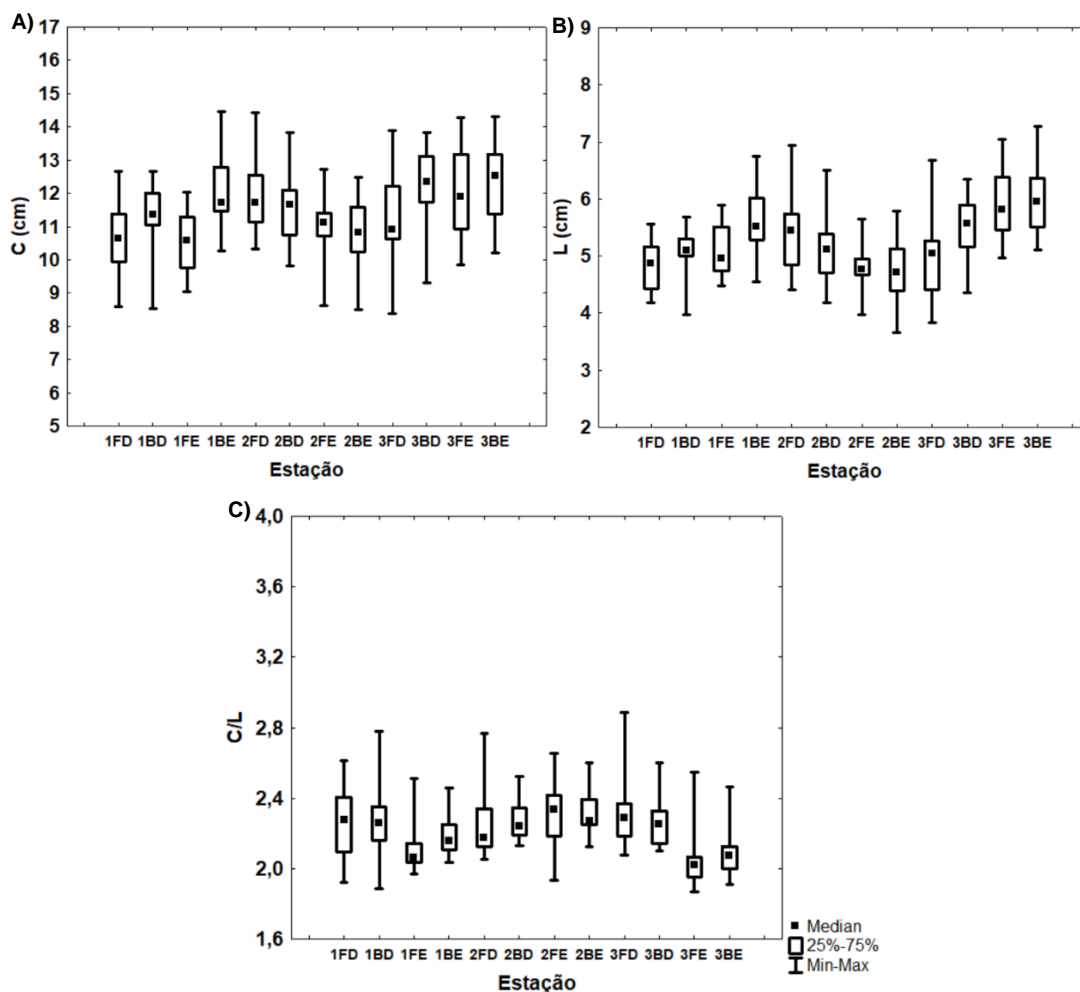 A)
17
16
15
14
13
12
11
10
9
8
7
6
5
C (cm)
1FD 1BD 1FE 1BE 2FD 2BD 2FE 2BE 3FD 3BD 3FE 3BE
Estação
B)
9
8
7
6
5
4
3
2
L (cm)
1FD 1BD 1FE 1BE 2FD 2BD 2FE 2BE 3FD 3BD 3FE 3BE
Estação
C)
4,0
3,6
3,2
2,8
2,4
2,0
1,6
C/L
1FD 1BD 1FE 1BE 2FD 2BD 2FE 2BE 3FD 3BD 3FE 3BE
Estação
Median
25%-75%
Min-Max